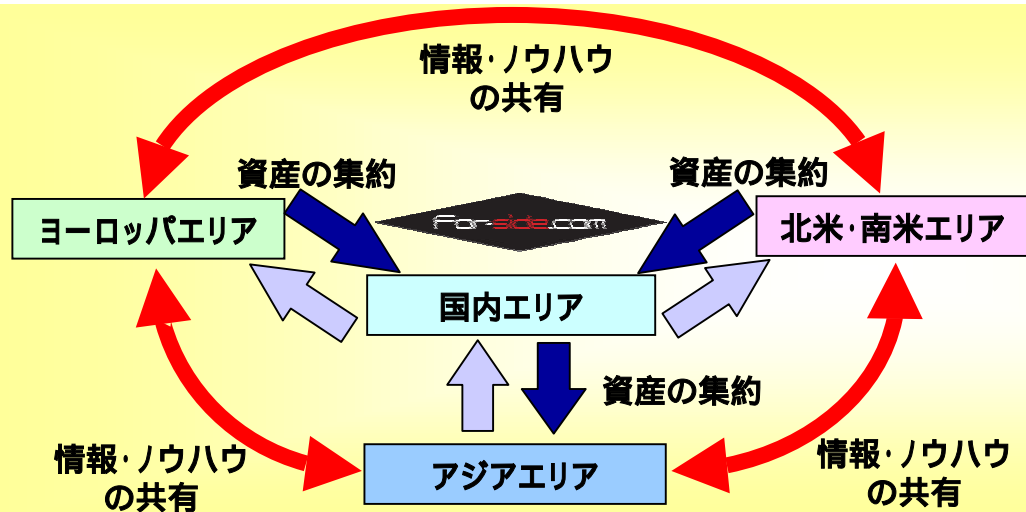 情報・ノウハウ
の共有
資産の集約
資産の集約
For-side.com
ヨーロッパエリア
北米・南米エリア
国内エリア
資産の集約
情報・ノウハウ
の共有
アジアエリア
情報・ノウハウ
の共有